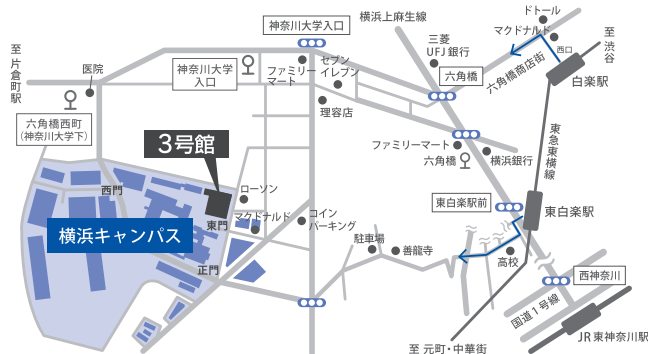 ドトール
マクドナルド
至渋谷
西口
白楽駅
六角橋商店街
神奈川大学入口
横浜上麻生線
三菱
UFJ銀行
六角橋
至片倉町駅
医院
神奈川大学
入口
セブン
イレブン
ファミリー
マート
理容店
六角橋西町
(神奈川大学下)
3号館
ファミリーマート
六角橋
横浜銀行
東急東横線
西門
ローソン
東門
マクドナルド
コイン
パーキング
東白楽駅前
東白楽駅
横浜キャンパス
正門
駐車場
善龍寺
高校
西神奈川
国道1号線
JR東神奈川駅
至 元町・中華街